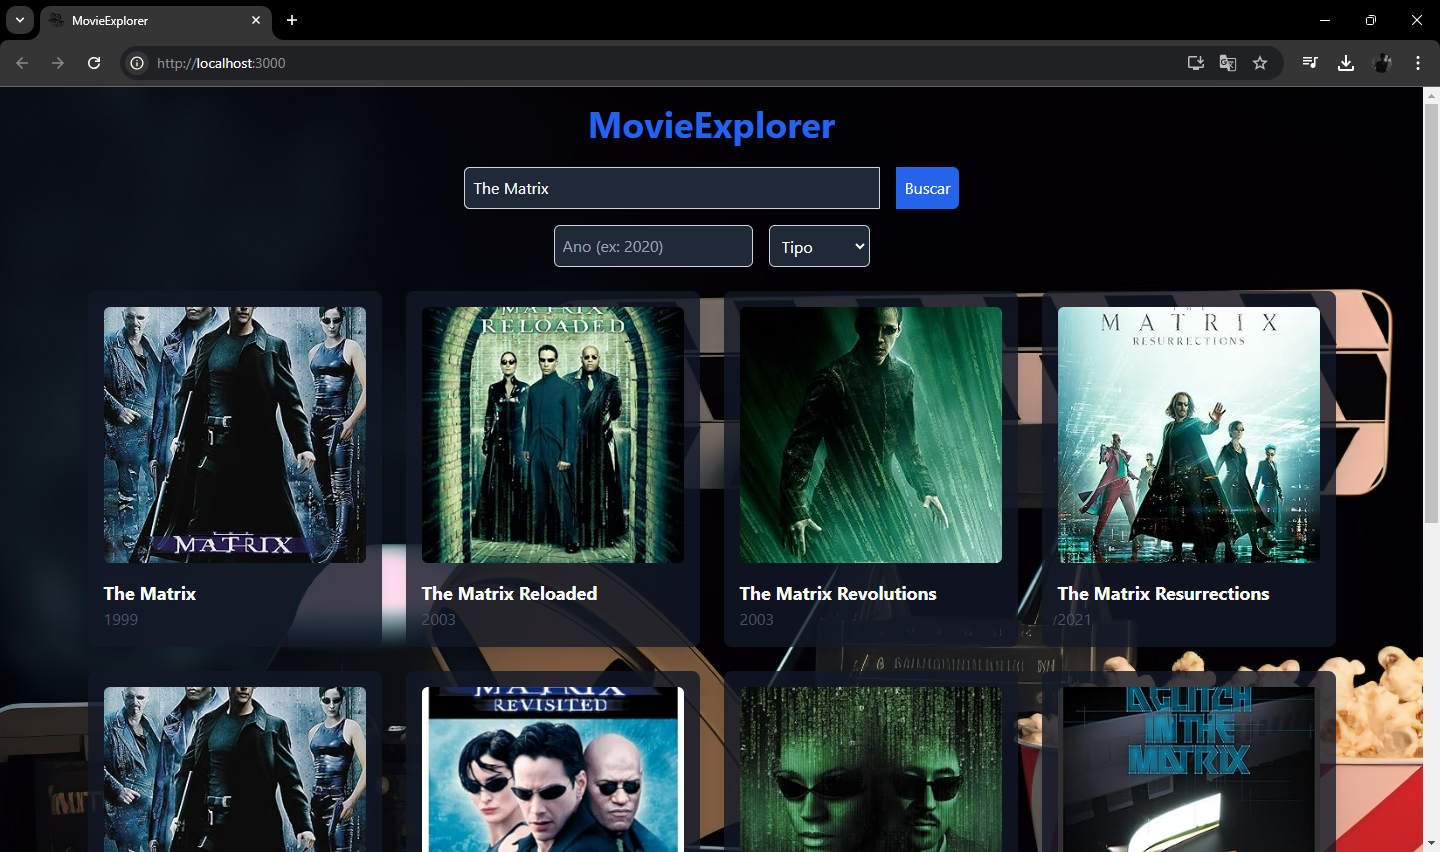 MovieExplorer
http://localhost:3000
MovieExplorer
The Matrix
Buscar
Ano (ex: 2020)
Tipo
MATRIX
MATRIX
RELOADED
MATRIX
RESURRECTIONS
The Matrix
1999
The Matrix Reloaded
2003
The Matrix Revolutions
2003
The Matrix Resurrections
2021
MATRIX
REVISITED
A GLITCH
IN THE
MATRIX